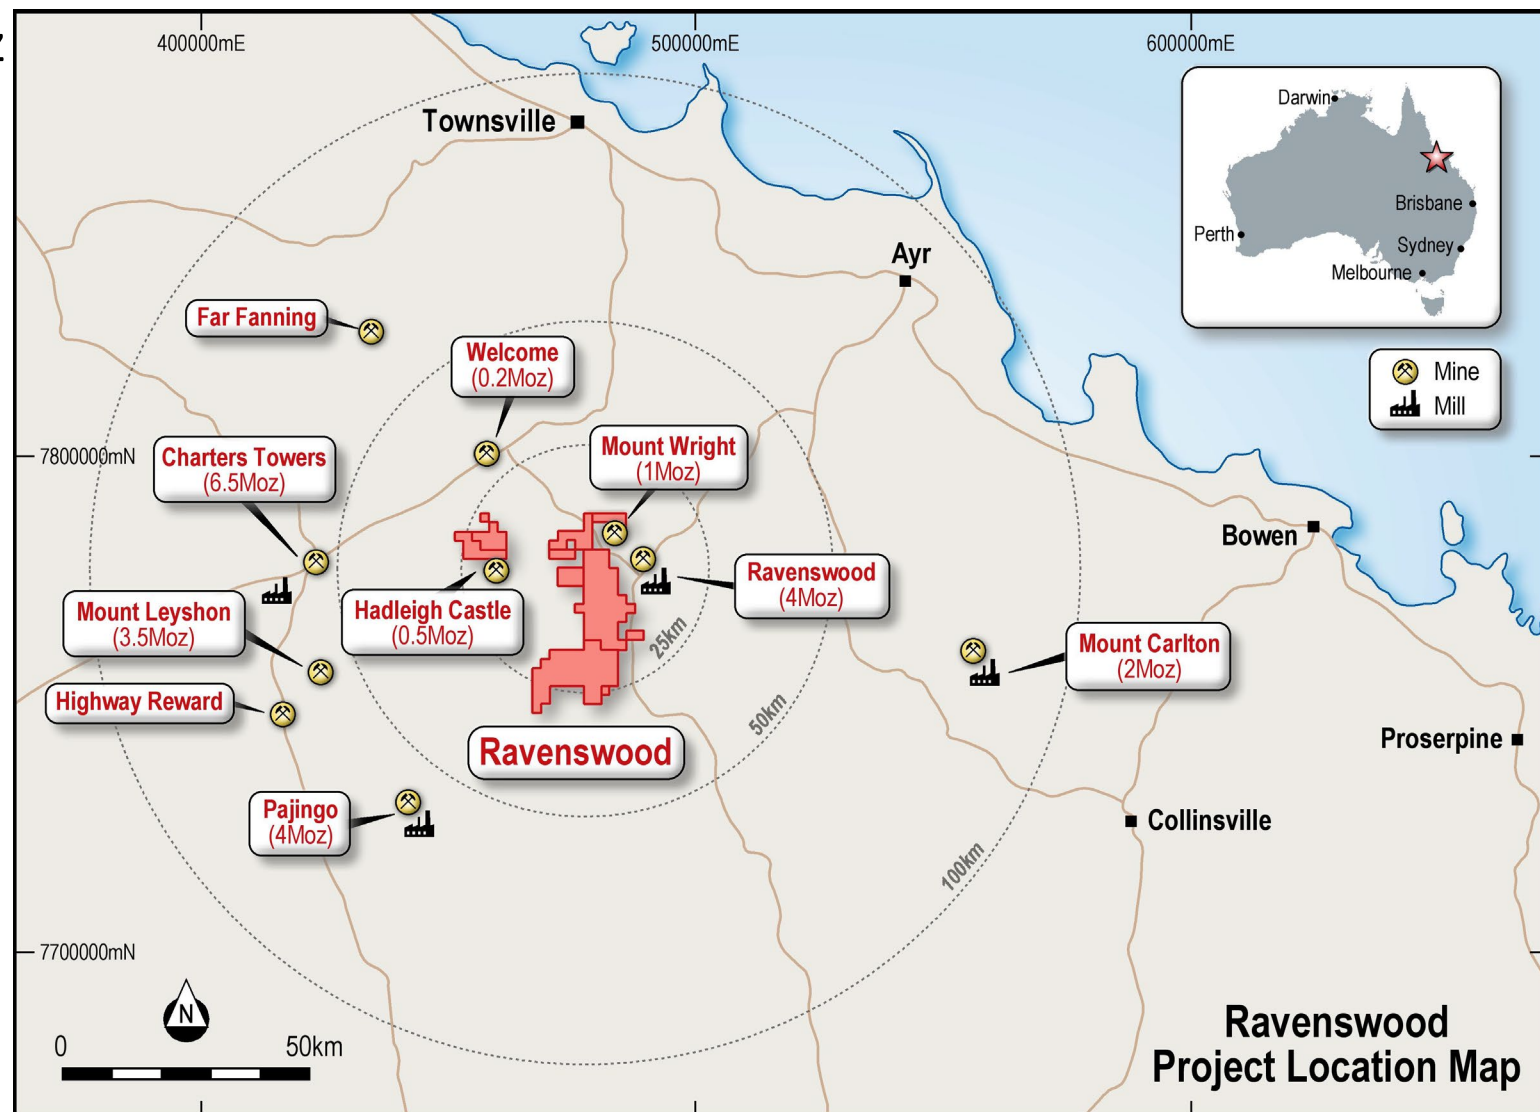 z
400000mE
500000mE
600000mE
Darwin
Brisbane
Perth
Sydney
Melbourne
Townsville
Ayr
Far Fanning
Welcome
(0.2Moz)
Mine
Mill
7800000mN
Charters Towers
(6.5Moz)
Mount Wright
(1Moz)
Bowen
Ravenswood
(4Moz)
Mount Leyshon
(3.5Moz)
Hadleigh Castle
(0.5Moz)
25km
Mount Carlton
(2Moz)
Highway Reward
50km
Ravenswood
Proserpine
Pajingo
(4Moz)
Collinsville
100km
7700000mN
N
0
50km
Ravenswood
Project Location Map